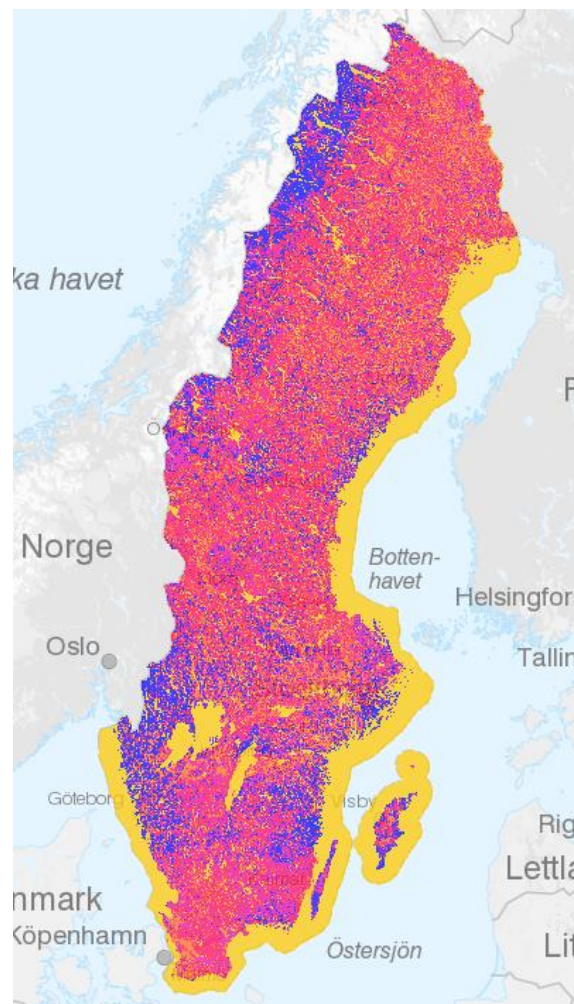 ka havet
Norge
Botten-
havet
Helsingfor
Oslo
Tallin
Göteborg
Visby
Rig
Lettla
nmark
Köpenhamn
Östersjön
Lit
F